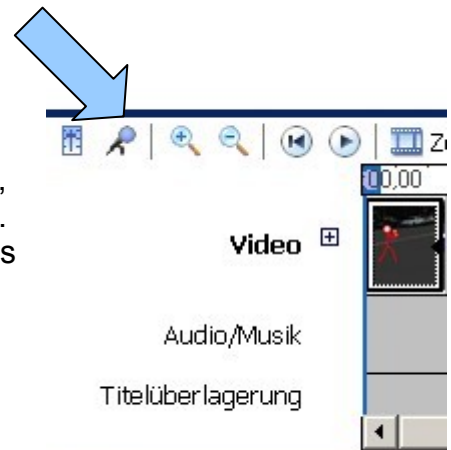 Z
0,00
,
.
s
Video
Audio/Musik
Titelüberlagerung